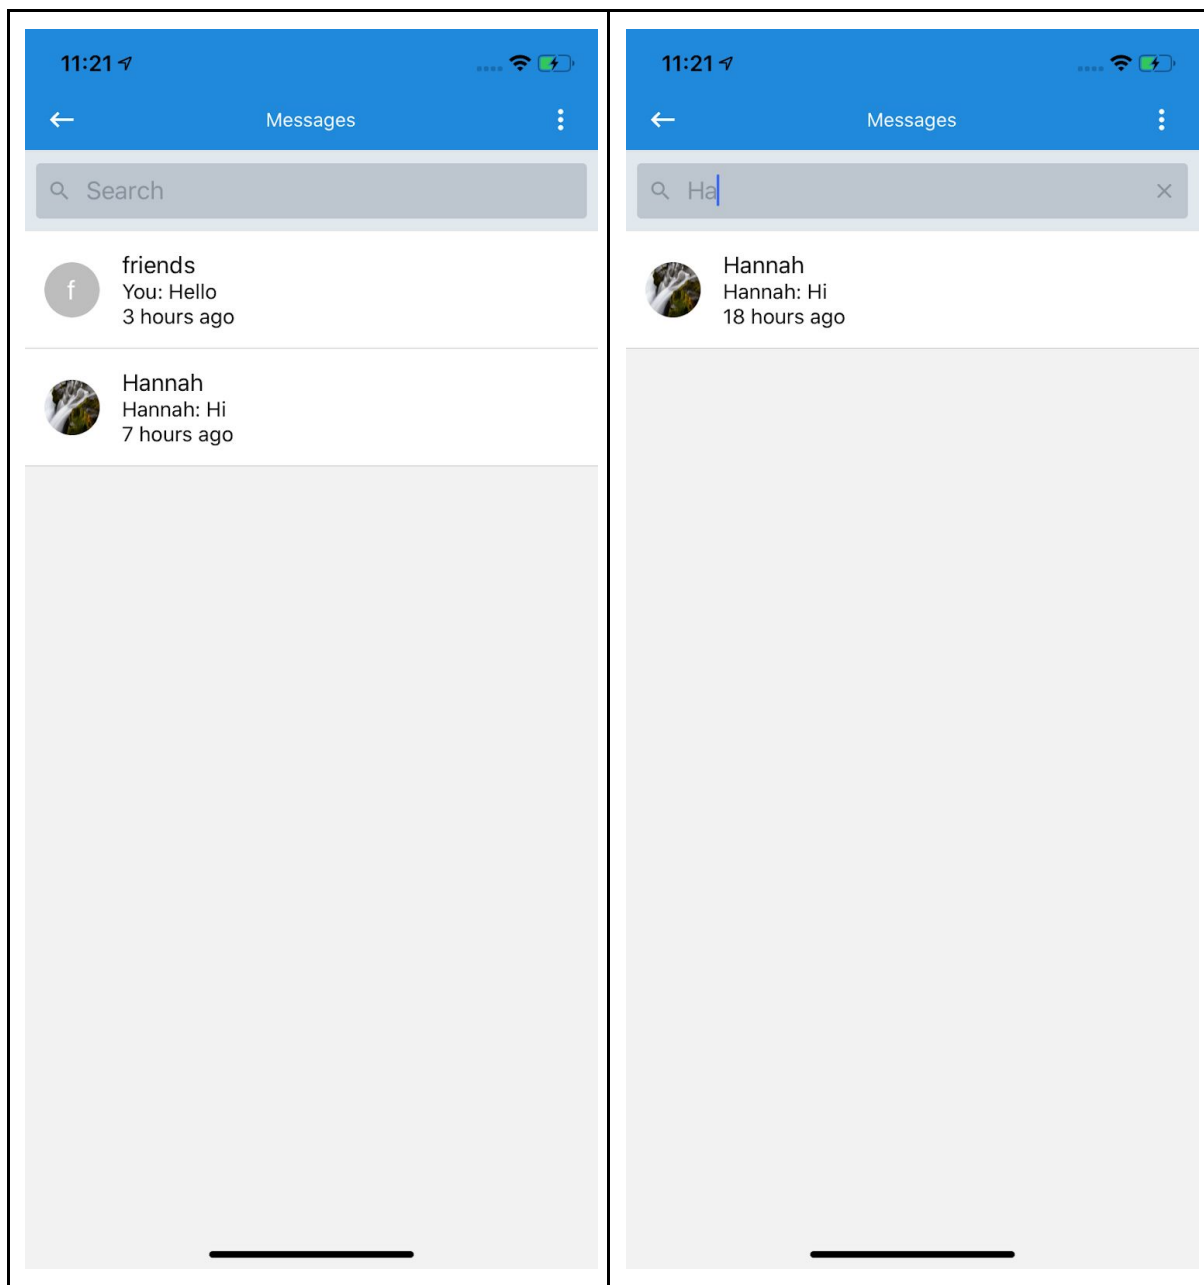 11:21
Messages
Search
f
friends
You: Hello
3 hours ago
Hannah
Hannah: Hi
7 hours ago
11:21
Messages
Ha
Hannah
Hannah: Hi
18 hours ago